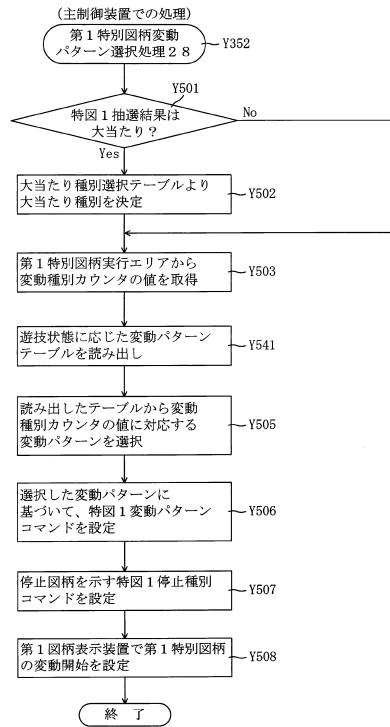 (主制御装置での処理)
第１特別図柄変動
パターン選択処理２８
Y352
Y501
特図１抽選結果は
大当たり？
No
Yes
大当たり種別選択テーブルより
大当たり種別を決定
Y502
第１特別図柄実行エリアから
変動種別カウンタの値を取得
Y503
遊技状態に応じた変動パターン
テーブルを読み出し
Y541
読み出したテーブルから変動
種別カウンタの値に対応する
変動パターンを選択
Y505
選択した変動パターンに
基づいて、特図１変動パターン
コマンドを設定
Y506
停止図柄を示す特図１停止種別
コマンドを設定
Y507
第１図柄表示装置で第１特別図柄
の変動開始を設定
Y508
終　了